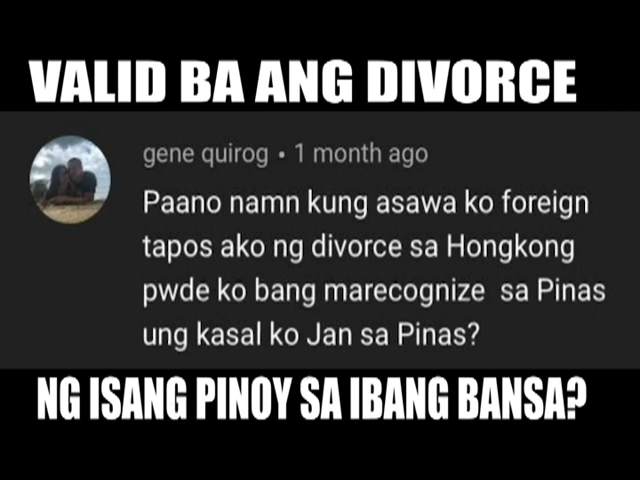 VALID BA ANG DIVORCE
gene quirog • 1 month ago
Paano namn kung asawa ko foreign
tapos ako ng divorce sa Hongkong
pwde ko bang marecognize sa Pinas
ung kasal ko Jan sa Pinas?
NG ISANG PINOY SA IBANG BANSA?